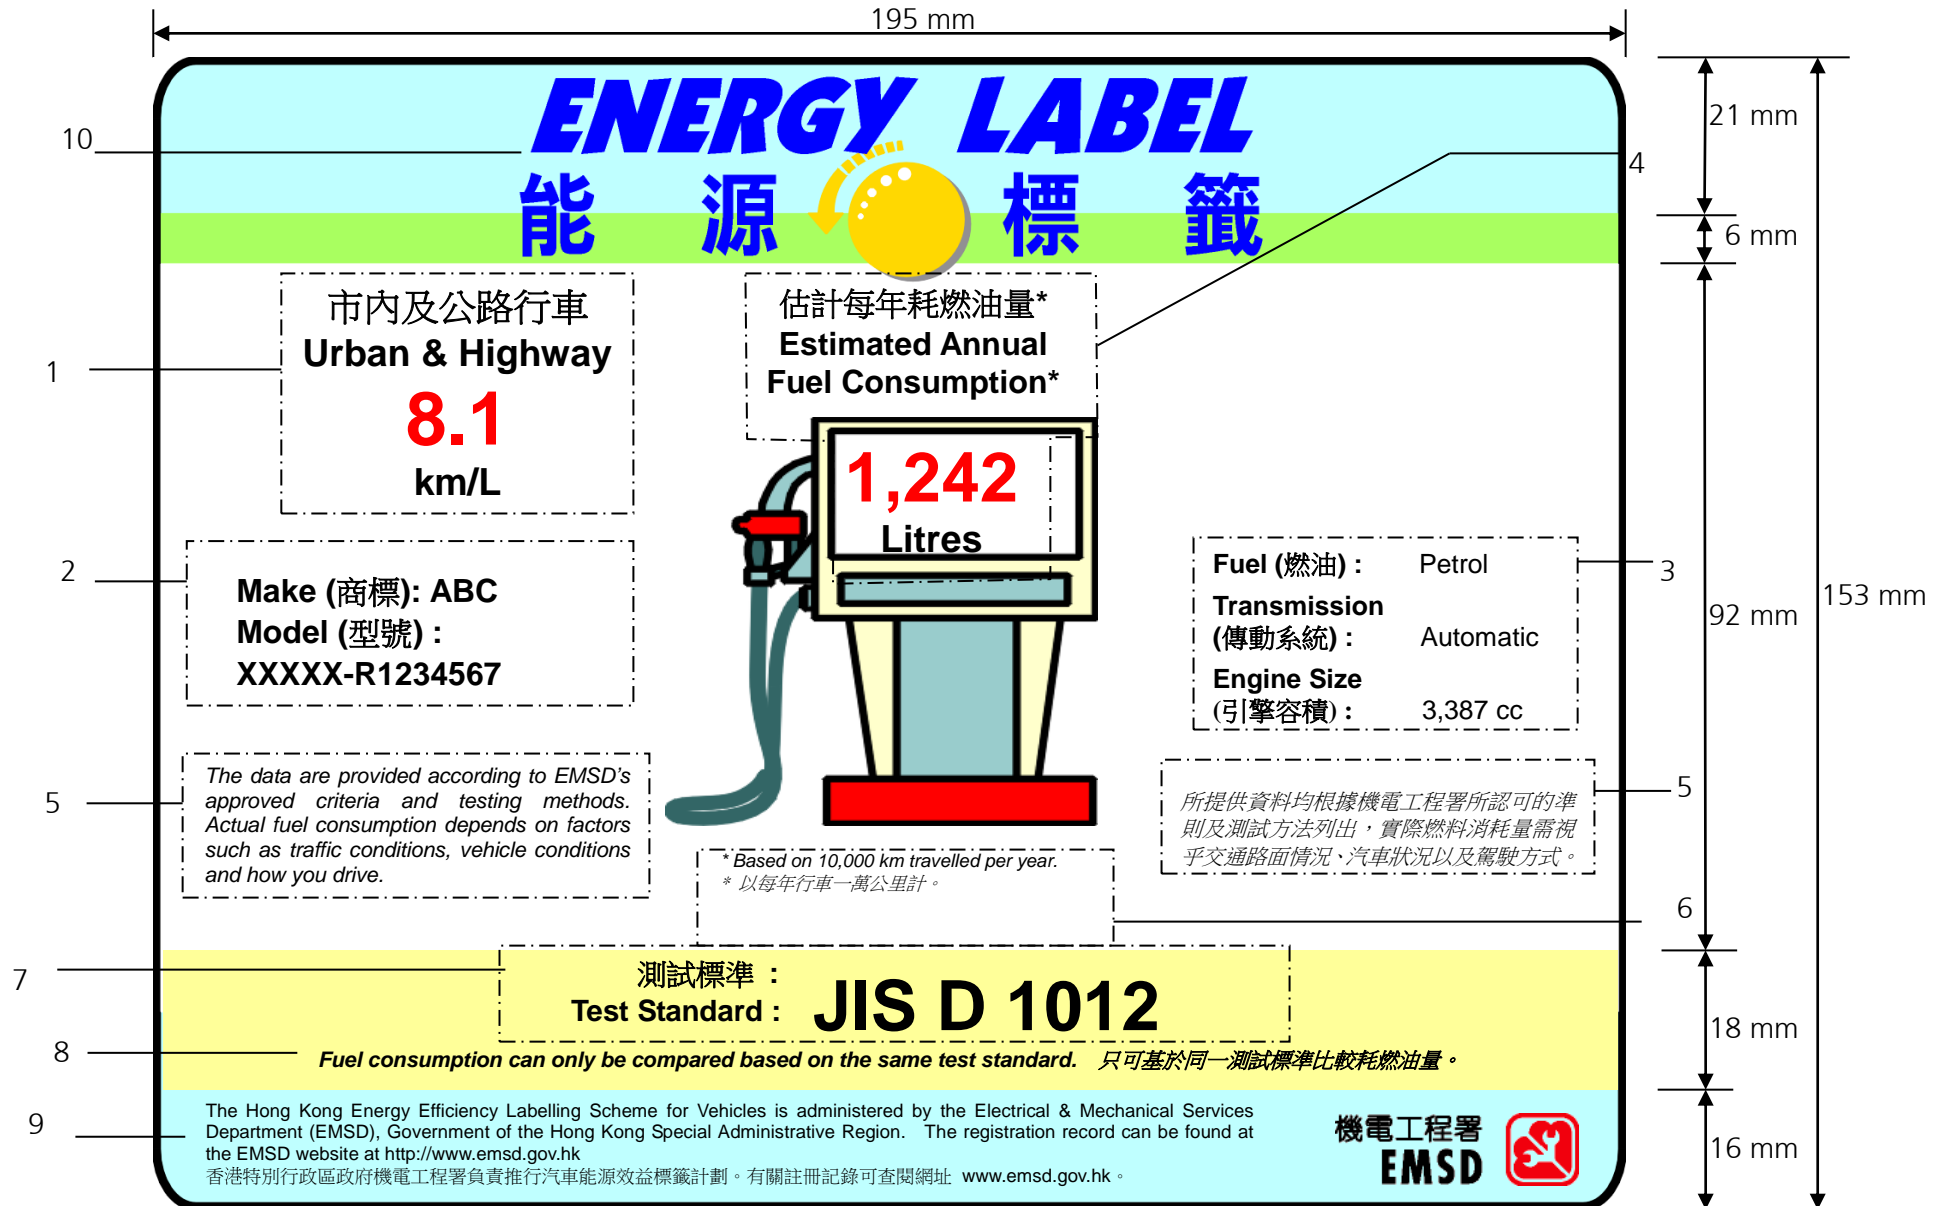 195 mm
ENERGY LABEL
能 源 標 籤
10
4
21 mm
6 mm
市內及公路行車
Urban & Highway
8.1
km/L
1
估計每年耗燃油量*
Estimated Annual
Fuel Consumption*
1,242
Litres
2
Make (商標): ABC
Model (型號) :
XXXXX-R1234567
Fuel (燃油) : Petrol
Transmission
(傳動系統) : Automatic
Engine Size
(引擎容積) : 3,387 cc
3
92 mm
153 mm
5
The data are provided according to EMSD's
approved criteria and testing methods.
Actual fuel consumption depends on factors
such as traffic conditions, vehicle conditions
and how you drive.
* Based on 10,000 km travelled per year.
* 以每年行車一萬公里計。
所提供資料均根據機電工程署所認可的準
則及測試方法列出，實際燃料消耗量需視
乎交通路面情況、汽車狀況以及駕駛方式。
5
6
7
測試標準 :
Test Standard : JIS D 1012
18 mm
8
Fuel consumption can only be compared based on the same test standard. 只可基於同一測試標準比較耗燃油量。
9
The Hong Kong Energy Efficiency Labelling Scheme for Vehicles is administered by the Electrical & Mechanical Services
Department (EMSD), Government of the Hong Kong Special Administrative Region. The registration record can be found at
the EMSD website at http://www.emsd.gov.hk
香港特別行政區政府機電工程署負責推行汽車能源效益標籤計劃。有關註冊記錄可查閱網址 www.emsd.gov.hk。
機電工程署
EMSD
16 mm